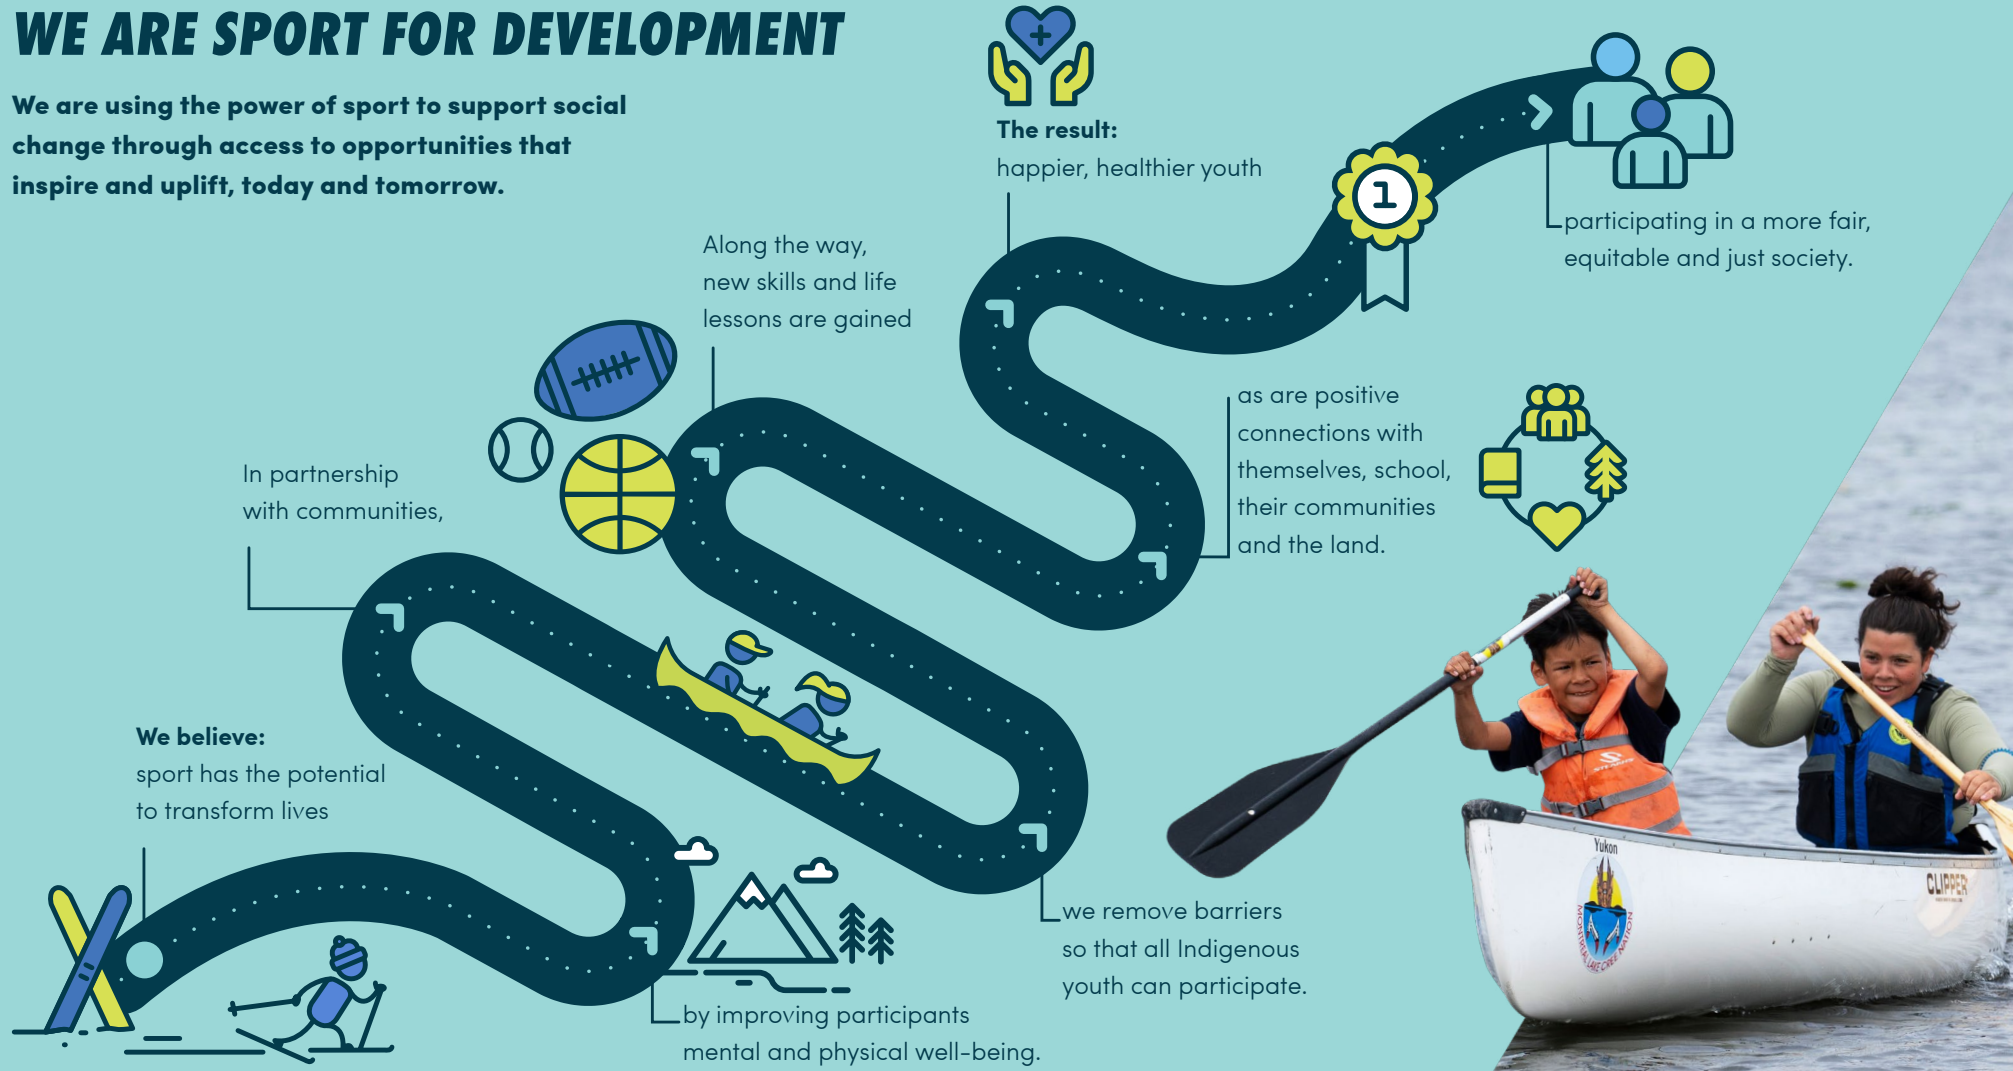 WE ARE SPORT FOR DEVELOPMENT
We are using the power of sport to support social
change through access to opportunities that
inspire and uplift, today and tomorrow.
We believe:
sport has the potential
to transform lives
by improving participants
mental and physical well-being.
In partnership
with communities,
we remove barriers
so that all Indigenous
youth can participate.
Along the way,
new skills and life
lessons are gained
as are positive
connections with
themselves, school,
their communities
and the land.
The result:
happier, healthier youth
1
participating in a more fair,
equitable and just society.
Yukon
MONTREAL LAKE CREE NATION
CLIPPER